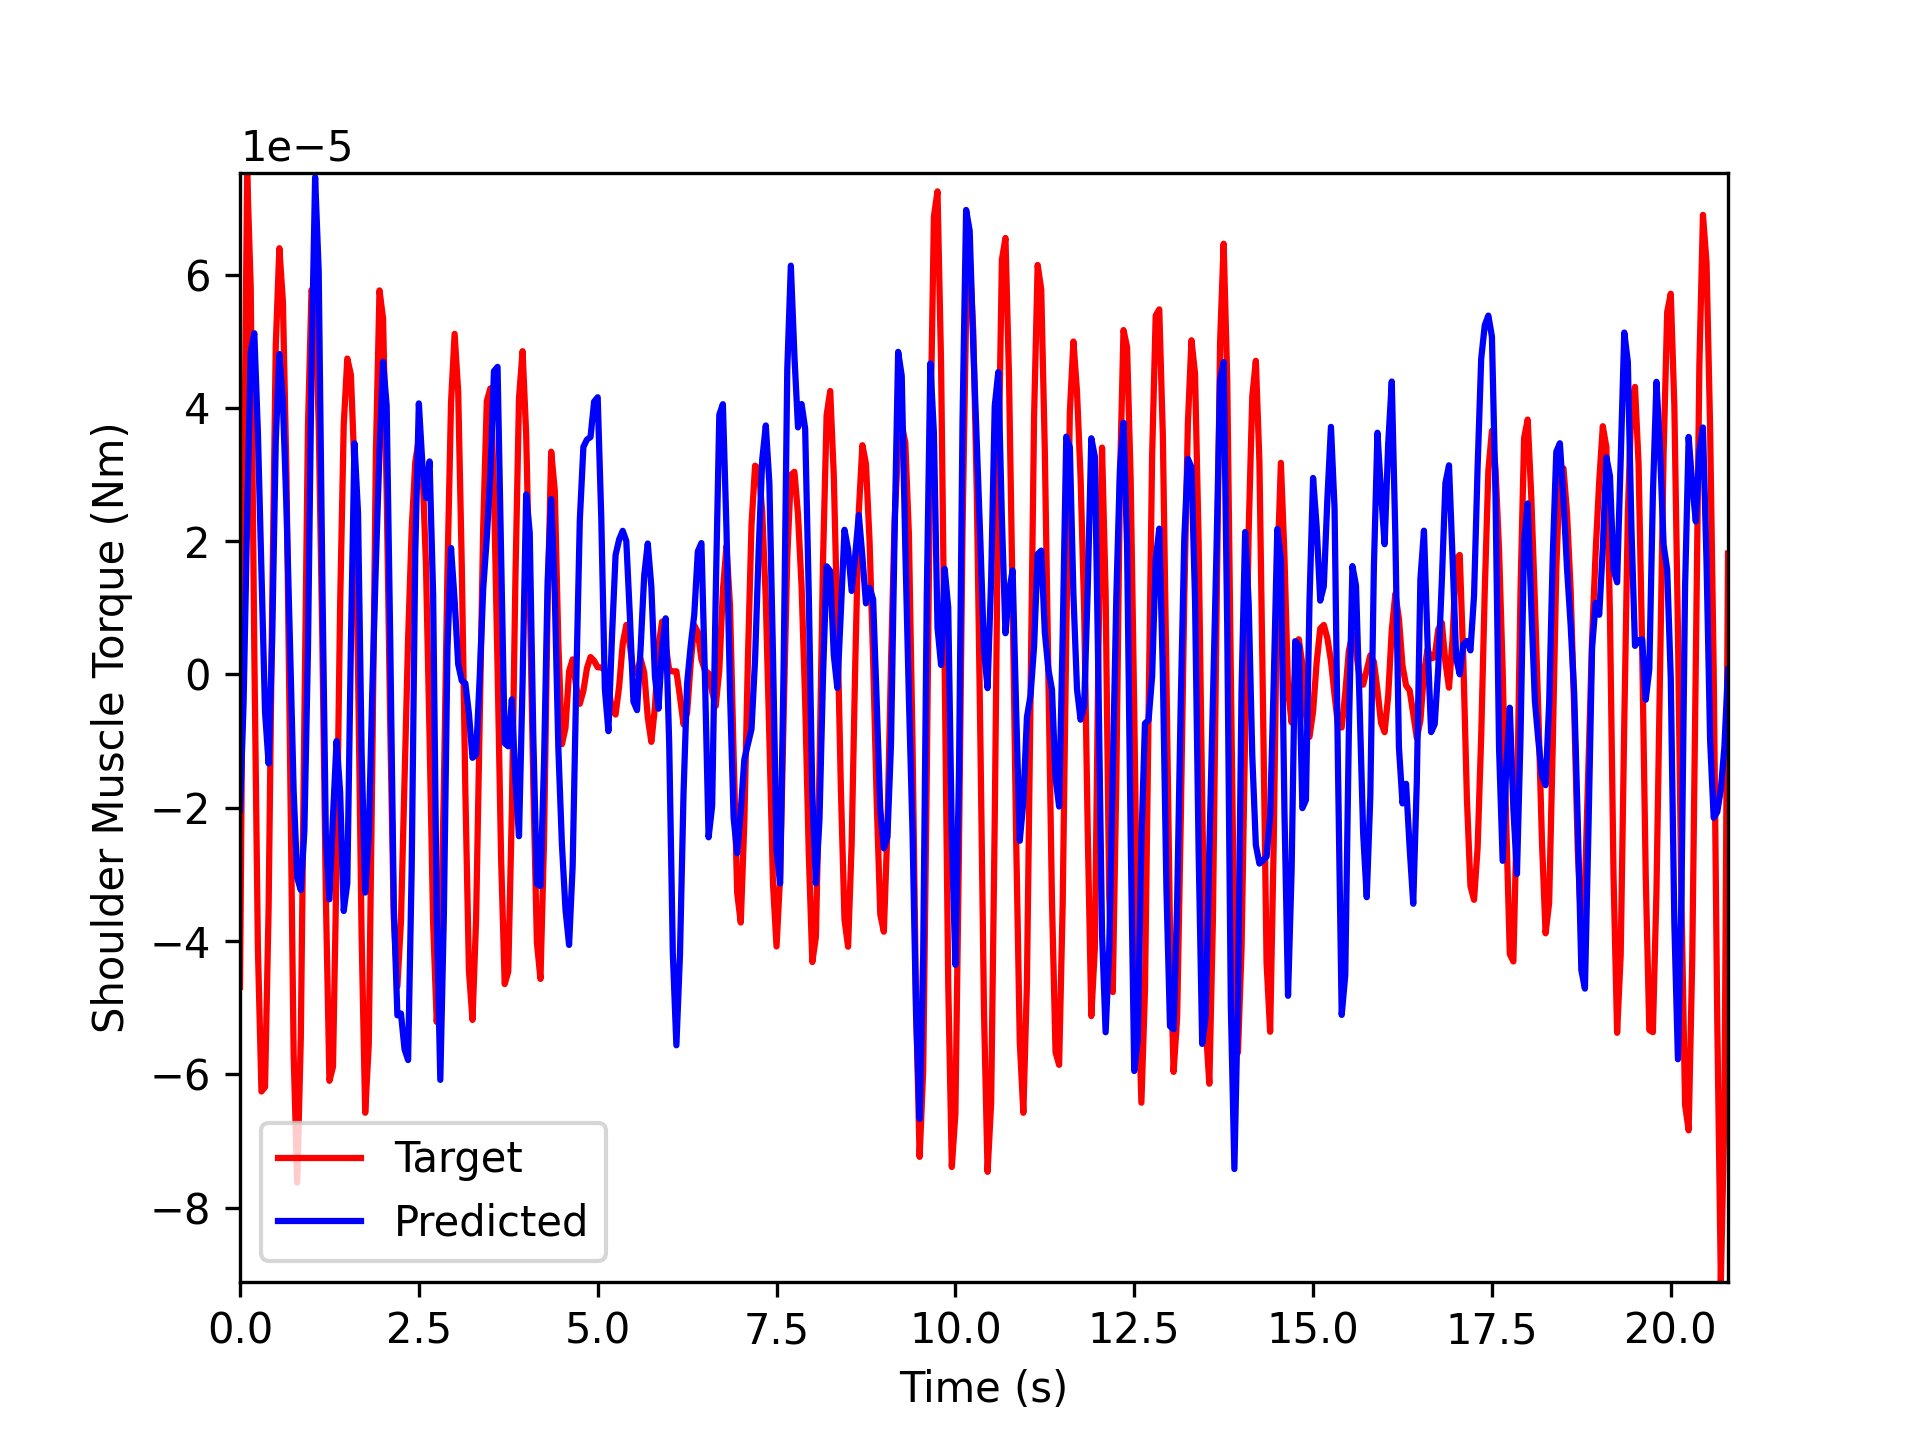 1e−5
6
4
2
0
−2
−4
−6
−8
Shoulder Muscle Torque (Nm)
Target
Predicted
0.0 2.5 5.0 7.5 10.0 12.5 15.0 17.5 20.0
Time (s)